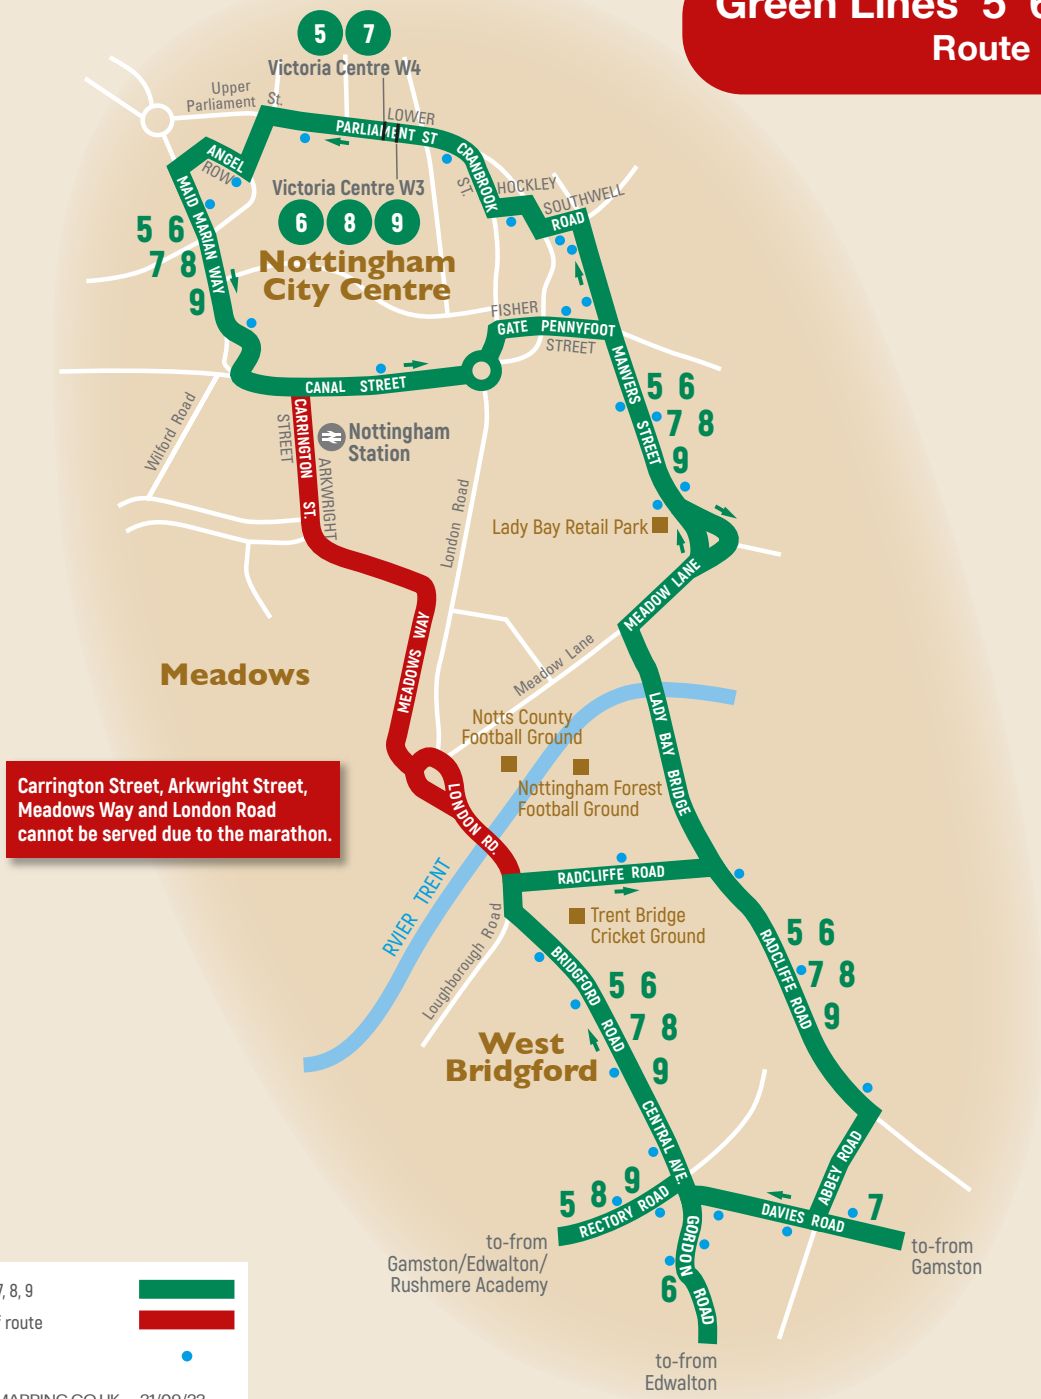 Green Lines 5
Route
5 7
Victoria Centre W4
Upper
Parliament St.
LOWER
PARLIAMENT ST
CRANBROOK
ST.
HOCKLEY
SOUTHWELL
ROAD
ANGEL
ROW
MAID MARIAN WAY
Victoria Centre W3
6 8 9
5 6
7 8
9
Nottingham
City Centre
FISHER
GATE PENNYFOOT
STREET
MANVERS
STREET
5 6
7 8
9
CANAL STREET
CARRINGTON
STREET
ST.
ARKWRIGHT
Nottingham
Station
Wilford Road
London Road
Lady Bay Retail Park
MEADOW LANE
Meadow Lane
Meadows
MEADOWS WAY
LADY BAY BRIDGE
Notts County
Football Ground
Nottingham Forest
Football Ground
Carrington Street, Arkwright Street,
Meadows Way and London Road
cannot be served due to the marathon.
LONDON RD.
RVIER TRENT
RADCLIFFE ROAD
Trent Bridge
Cricket Ground
Loughborough Road
BRIDGFORD ROAD
5 6
7 8
9
RADCLIFFE ROAD
5 6
7 8
9
West
Bridgford
CENTRAL AVE.
ABBEY ROAD
5 8 9
RECTORY ROAD
DAVIES ROAD
7
GORDON ROAD
6
to-from
Gamston/Edwalton/
Rushmere Academy
to-from
Gamston
to-from
Edwalton
7, 8, 9
route
MAPPING.CO.UK